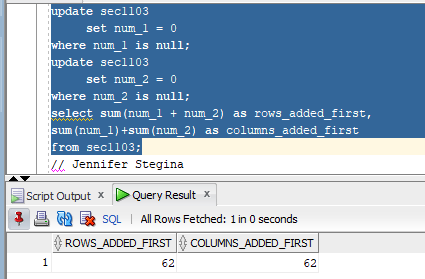 update sec1103
set num_1 = 0
where num_1 is null;
update sec1103
set num_2 = 0
where num_2 is null;
select sum(num_1 + num_2) as rows_added_first,
sum(num_1)+sum(num_2) as columns_added_first
from sec1103;
// Jennifer Stegina
Script Output x Query Result x
SQL | All Rows Fetched: 1 in 0 seconds
ROWS_ADDED_FIRST COLUMNS_ADDED_FIRST
1 62 62